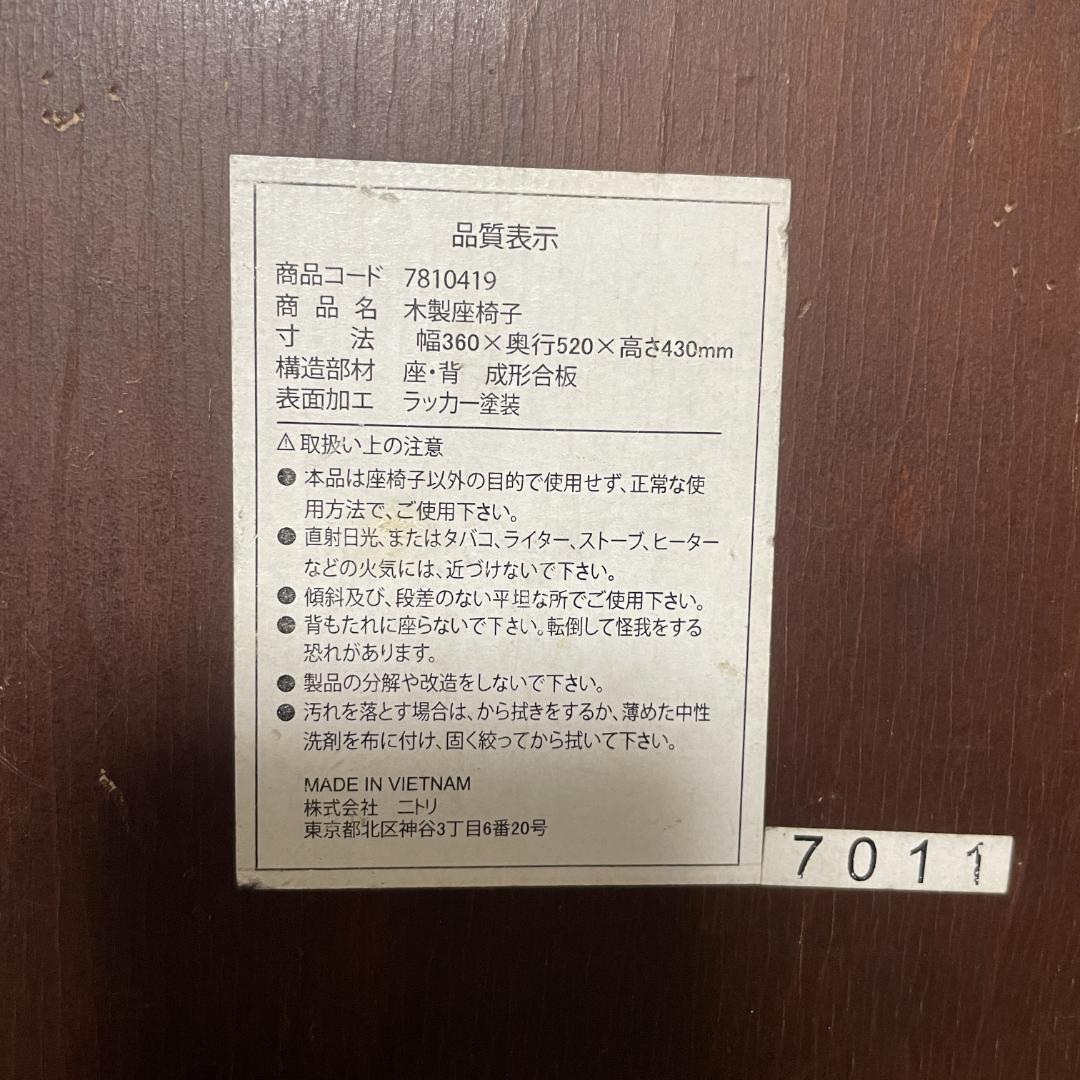 品質表示
商品コード 7810419
商品名 木製座椅子
寸法 幅360×奥行520×高さ430mm
構造部材 座・背 成形合板
表面加工 ラッカー塗装
⚠取扱い上の注意
●本品は座椅子以外の目的で使用せず、正常な使
用方法で、ご使用下さい。
●直射日光、またはタバコ、ライター、ストーブ、ヒーター
などの火気には、近づけないで下さい。
●傾斜及び、段差のない平坦な所でご使用下さい。
●背もたれに座らないで下さい。転倒して怪我をする
恐れがあります。
●製品の分解や改造をしないで下さい。
●汚れを落とす場合は、から拭きをするか、薄めた中性
洗剤を布に付け、固く絞ってから拭いて下さい。
MADE IN VIETNAM
株式会社 ニトリ
東京都北区神谷3丁目6番20号
7011